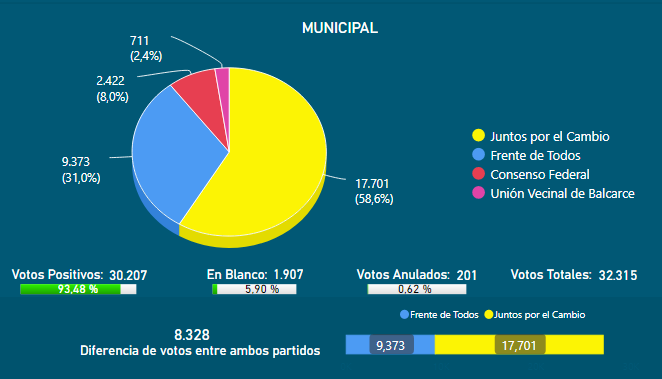 MUNICIPAL
711
(2,4%)
2.422
(8,0%)
9.373
(31,0%)
17.701
(58,6%)
Juntos por el Cambio
Frente de Todos
Consenso Federal
Unión Vecinal de Balcarce
Votos Positivos: 30.207
93,48 %
En Blanco: 1.907
5,90 %
Votos Anulados: 201
0,62 %
Votos Totales: 32.315
Frente de Todos Juntos por el Cambio
8.328
Diferencia de votos entre ambos partidos
9,373 17,701